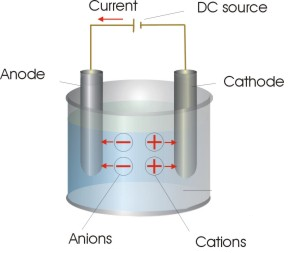 Current
DC source
Anode
Cathode
Anions
Cations